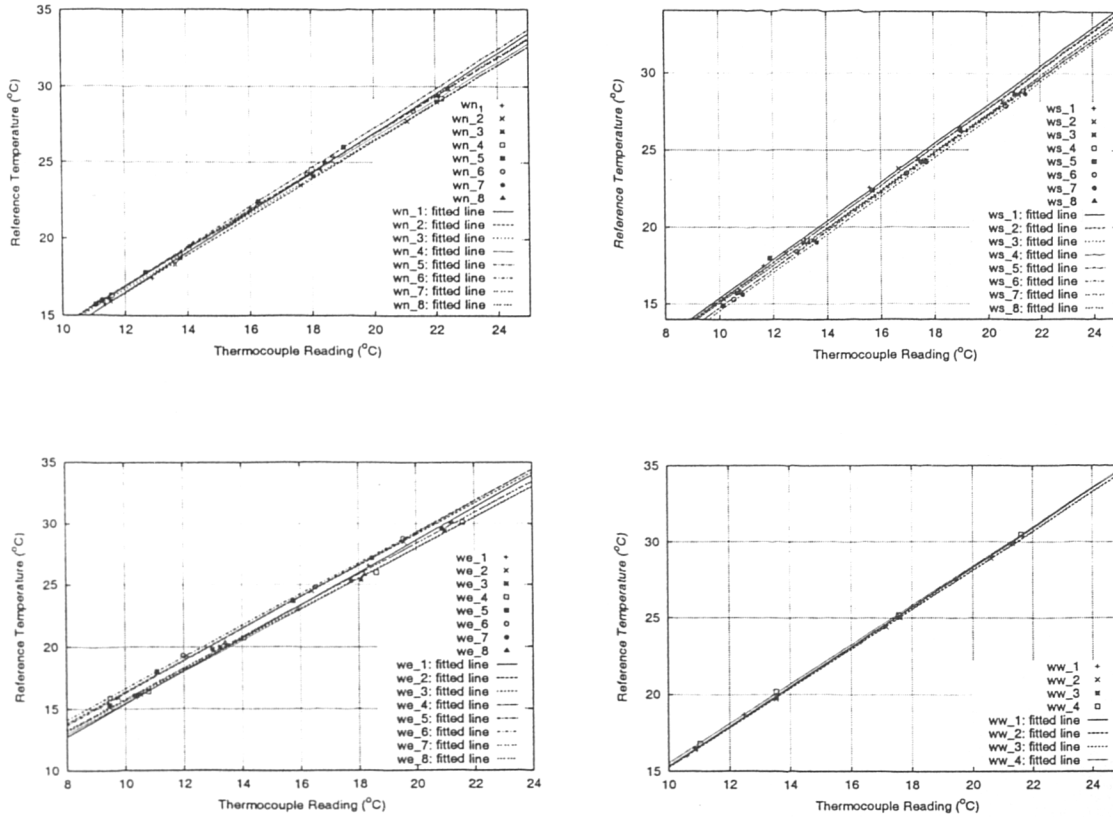 35
30
25
20
15
10 12 14 16 18 20 22 24
Reference Temperature (°C)
Thermocouple Reading (°C)
wn_1
wn_2
wn_3
wn_4
wn_5
wn_6
wn_7
wn_8
wn_1: fitted line
wn_2: fitted line
wn_3: fitted line
wn_4: fitted line
wn_5: fitted line
wn_6: fitted line
wn_7: fitted line
wn_8: fitted line
30
25
20
15
8 10 12 14 16 18 20 22 24
Reference Temperature (°C)
Thermocouple Reading (°C)
ws_1
ws_2
ws_3
ws_4
ws_5
ws_6
ws_7
ws_8
ws_1: fitted line
ws_2: fitted line
ws_3: fitted line
ws_4: fitted line
ws_5: fitted line
ws_6: fitted line
ws_7: fitted line
ws_8: fitted line
35
30
25
20
15
10
8 10 12 14 16 18 20 22 24
Reference Temperature (°C)
Thermocouple Reading (°C)
we_1
we_2
we_3
we_4
we_5
we_6
we_7
we_8
we_1: fitted line
we_2: fitted line
we_3: fitted line
we_4: fitted line
we_5: fitted line
we_6: fitted line
we_7: fitted line
we_8: fitted line
35
30
25
20
15
10 12 14 16 18 20 22 24
Reference Temperature (°C)
Thermocouple Reading (°C)
ww_1
ww_2
ww_3
ww_4
ww_1: fitted line
ww_2: fitted line
ww_3: fitted line
ww_4: fitted line